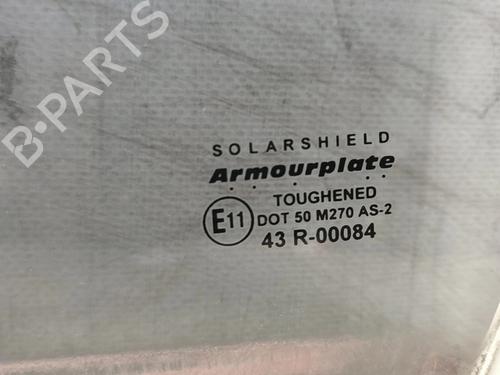 B-PARTS
SOLARSHIELD
Armourplate
TOUGHENED
E11 DOT 50 M270 AS-2
43 R-00084